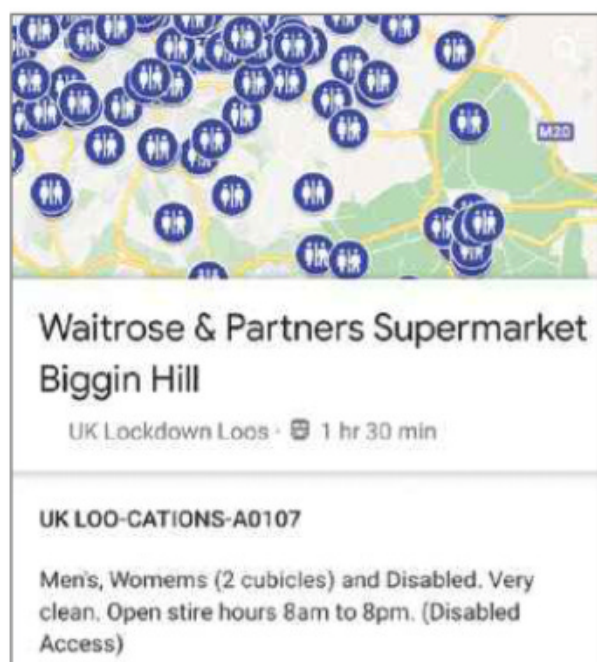 M20
Waitrose & Partners Supermarket
Biggin Hill
UK Lockdown Loos · 1 hr 30 min
UK LOO-CATIONS-A0107
Men's, Womems (2 cubicles) and Disabled. Very
clean. Open stire hours 8am to 8pm. (Disabled
Access)